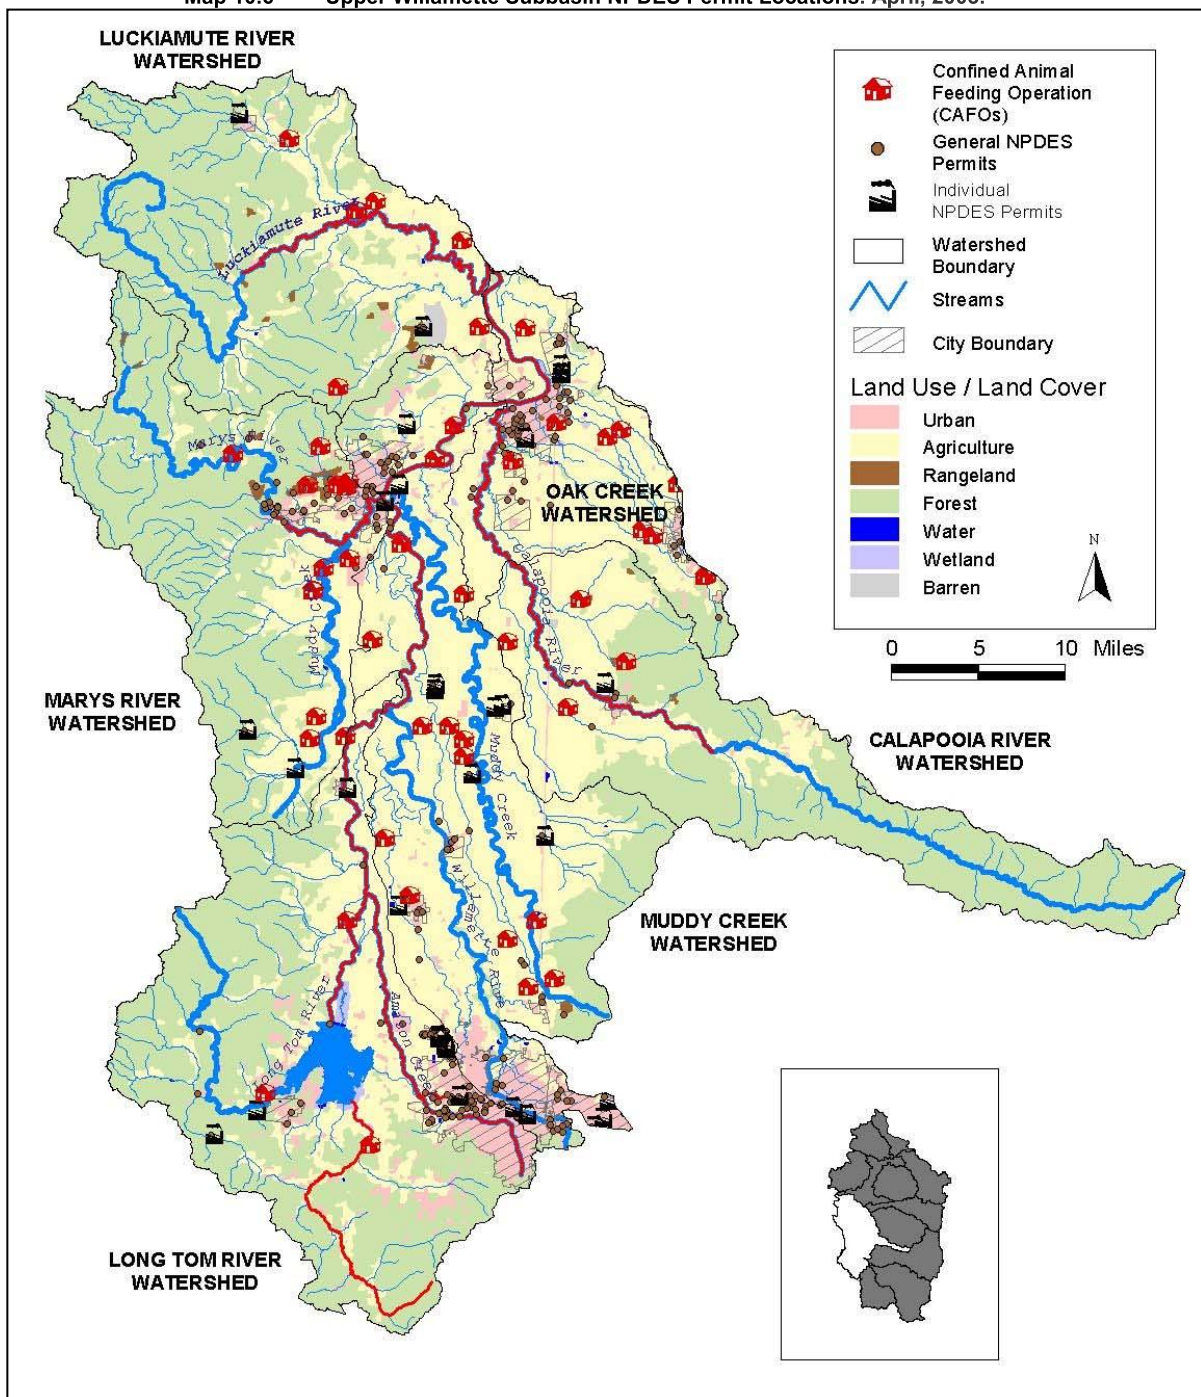 Upper Willamette Subbasin NPDES Permit Locations. April,
LUCKIAMUTE RIVER
WATERSHED
Confined Animal
Feeding Operation
(CAFOs)
General NPDES
Permits
Individual
NPDES Permits
Watershed
Boundary
Streams
City Boundary
Land Use / Land Cover
Urban
Agriculture
Rangeland
Forest
Water
Wetland
Barren
N
0 5 10 Miles
Luckiamute River
Marys River
OAK CREEK
WATERSHED
Calapooia River
Muddy
MARYS RIVER
WATERSHED
CALAPOOIA RIVER
WATERSHED
Muddy Creek
Willamette River
MUDDY CREEK
WATERSHED
Long Tom River
Amazon Creek
LONG TOM RIVER
WATERSHED